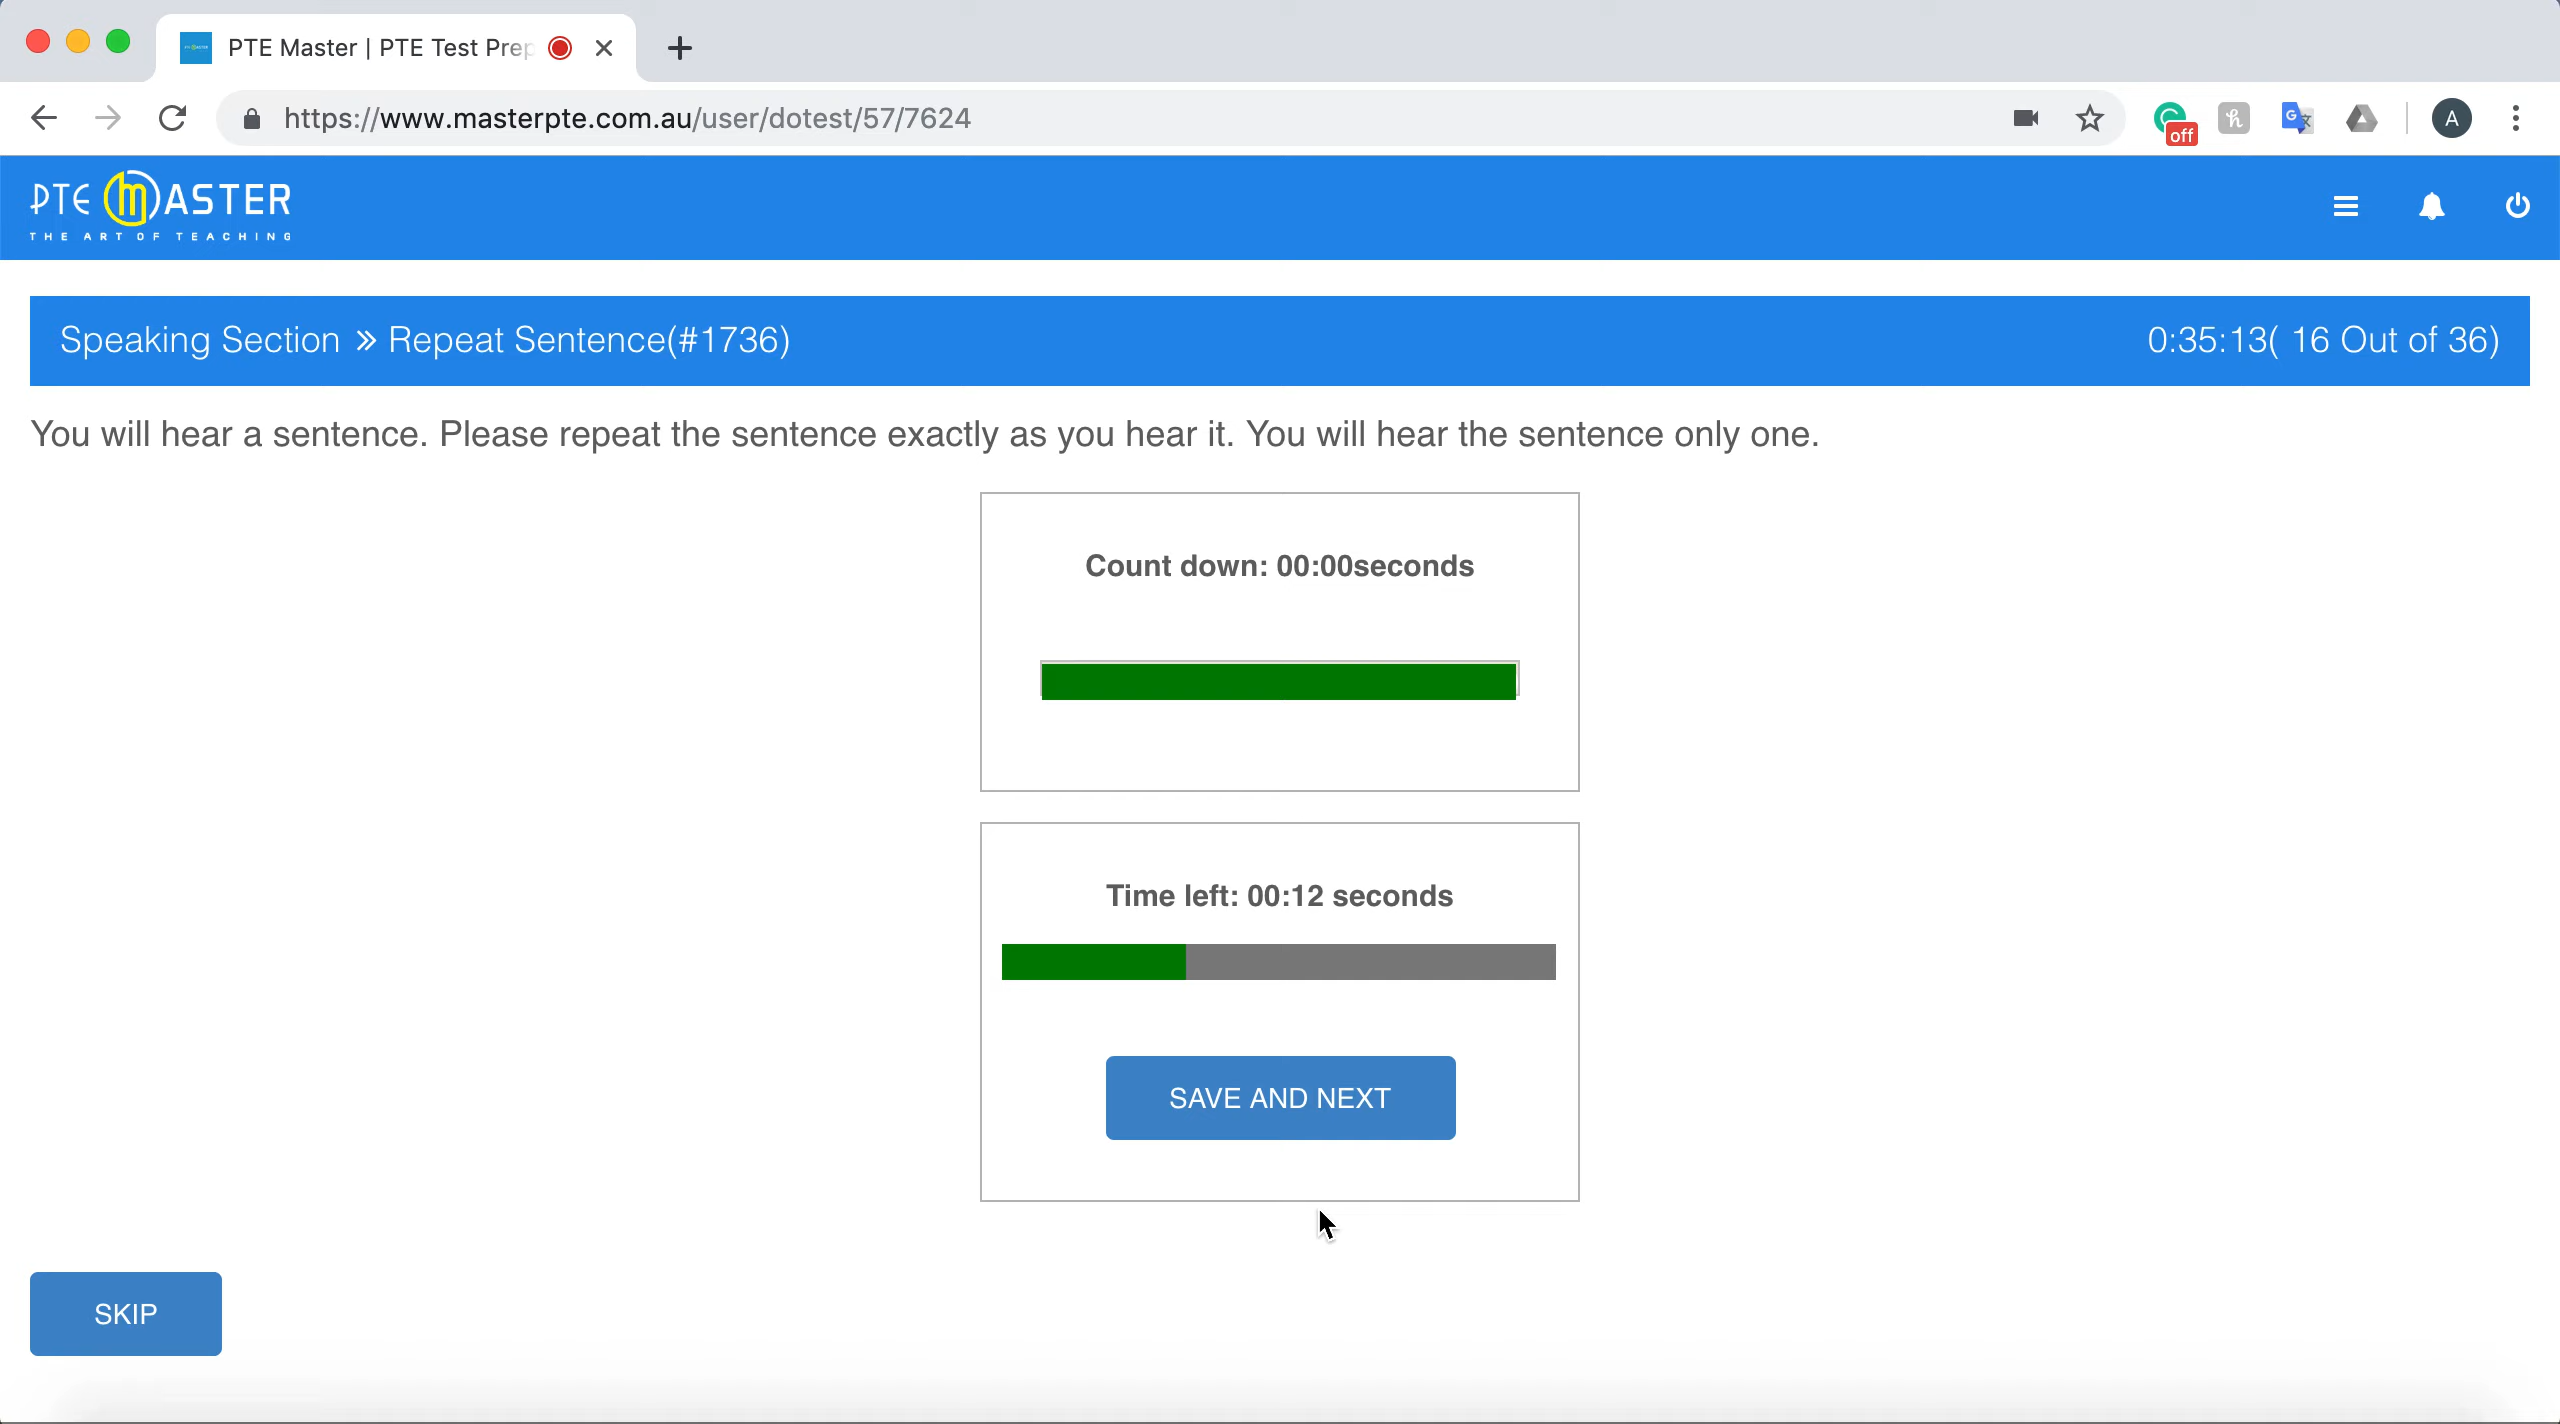 PTE Master | PTE Test Prep
https://www.masterpte.com.au/user/dotest/57/7624
off
A
PTE MASTER
THE ART OF TEACHING
Speaking Section » Repeat Sentence(#1736)
0:35:13( 16 Out of 36)
You will hear a sentence. Please repeat the sentence exactly as you hear it. You will hear the sentence only one.
Count down: 00:00seconds
Time left: 00:12 seconds
SAVE AND NEXT
SKIP